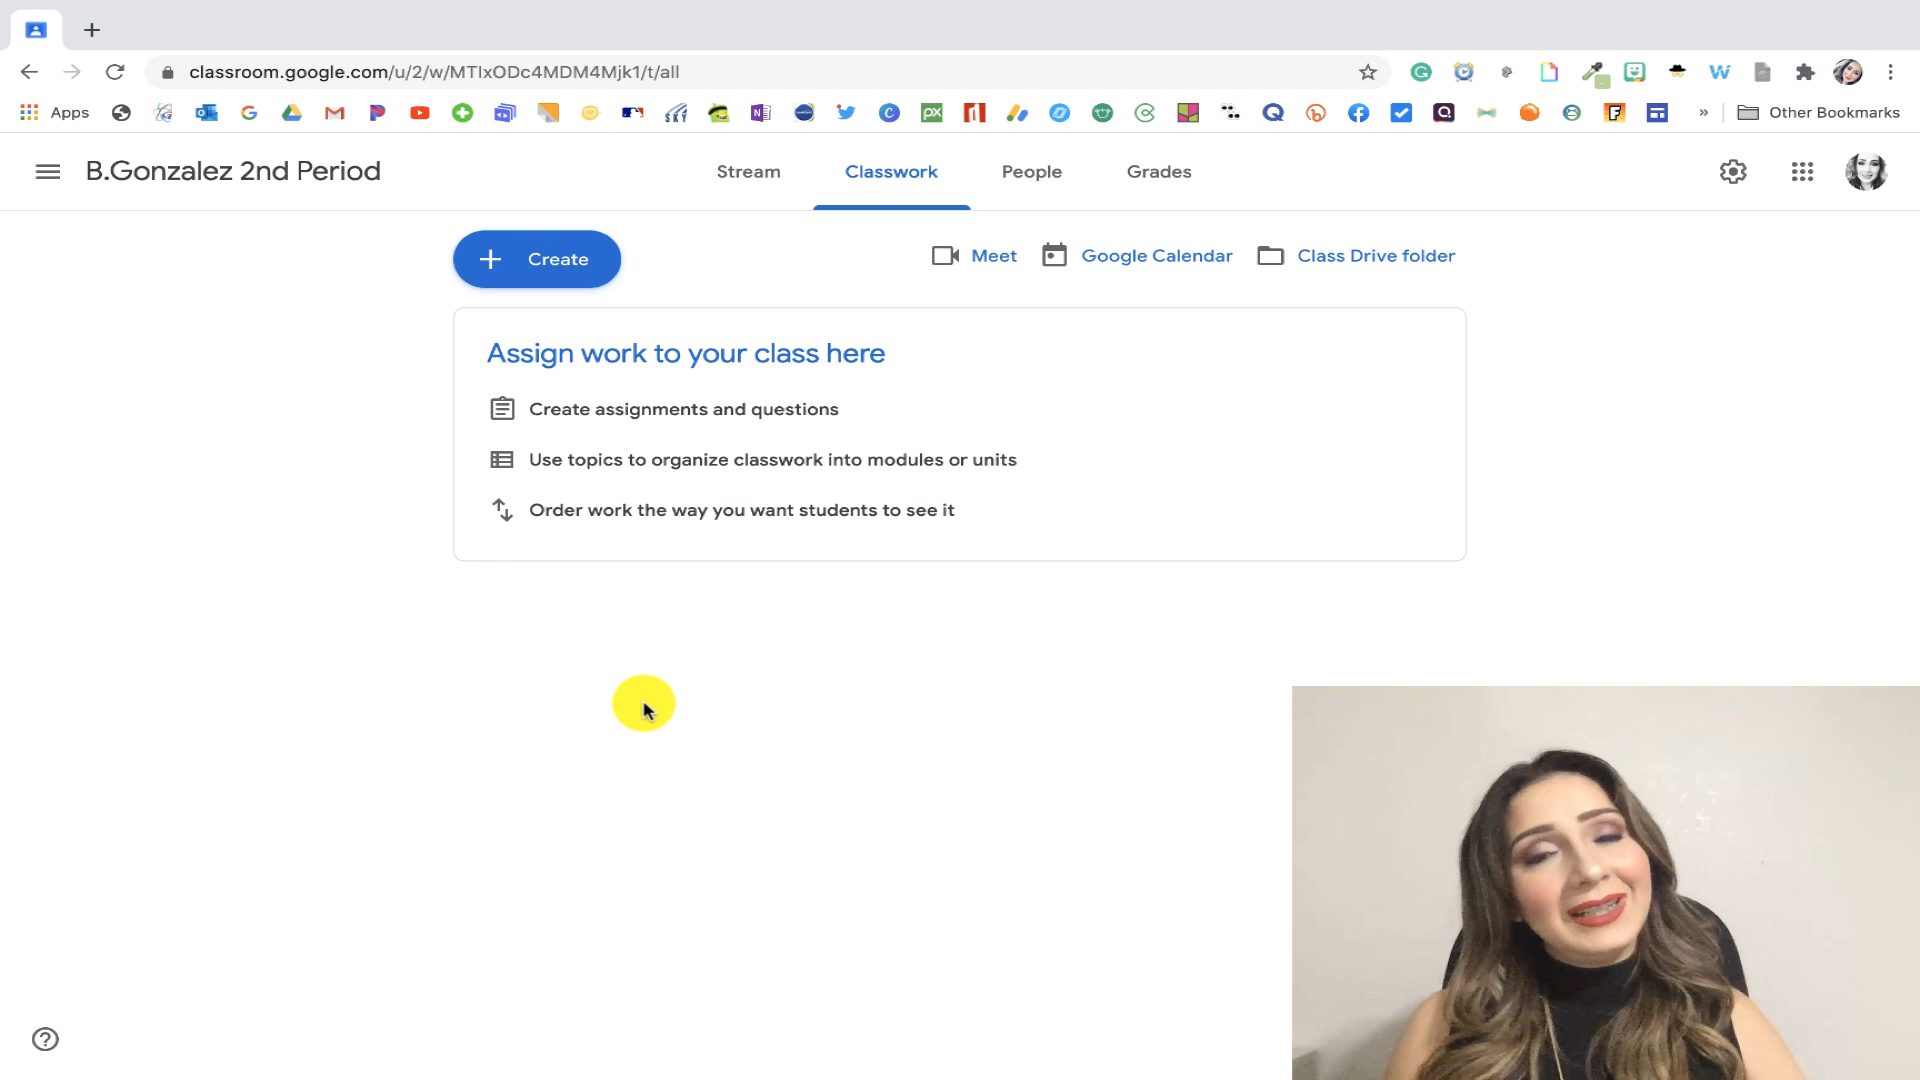 classroom.google.com/u/2/w/MTIxODc4MDM4Mjk1/t/all
Apps
Other Bookmarks
B.Gonzalez 2nd Period
Stream
Classwork
People
Grades
Create
Meet
Google Calendar
Class Drive folder
Assign work to your class here
Create assignments and questions
Use topics to organize classwork into modules or units
Order work the way you want students to see it